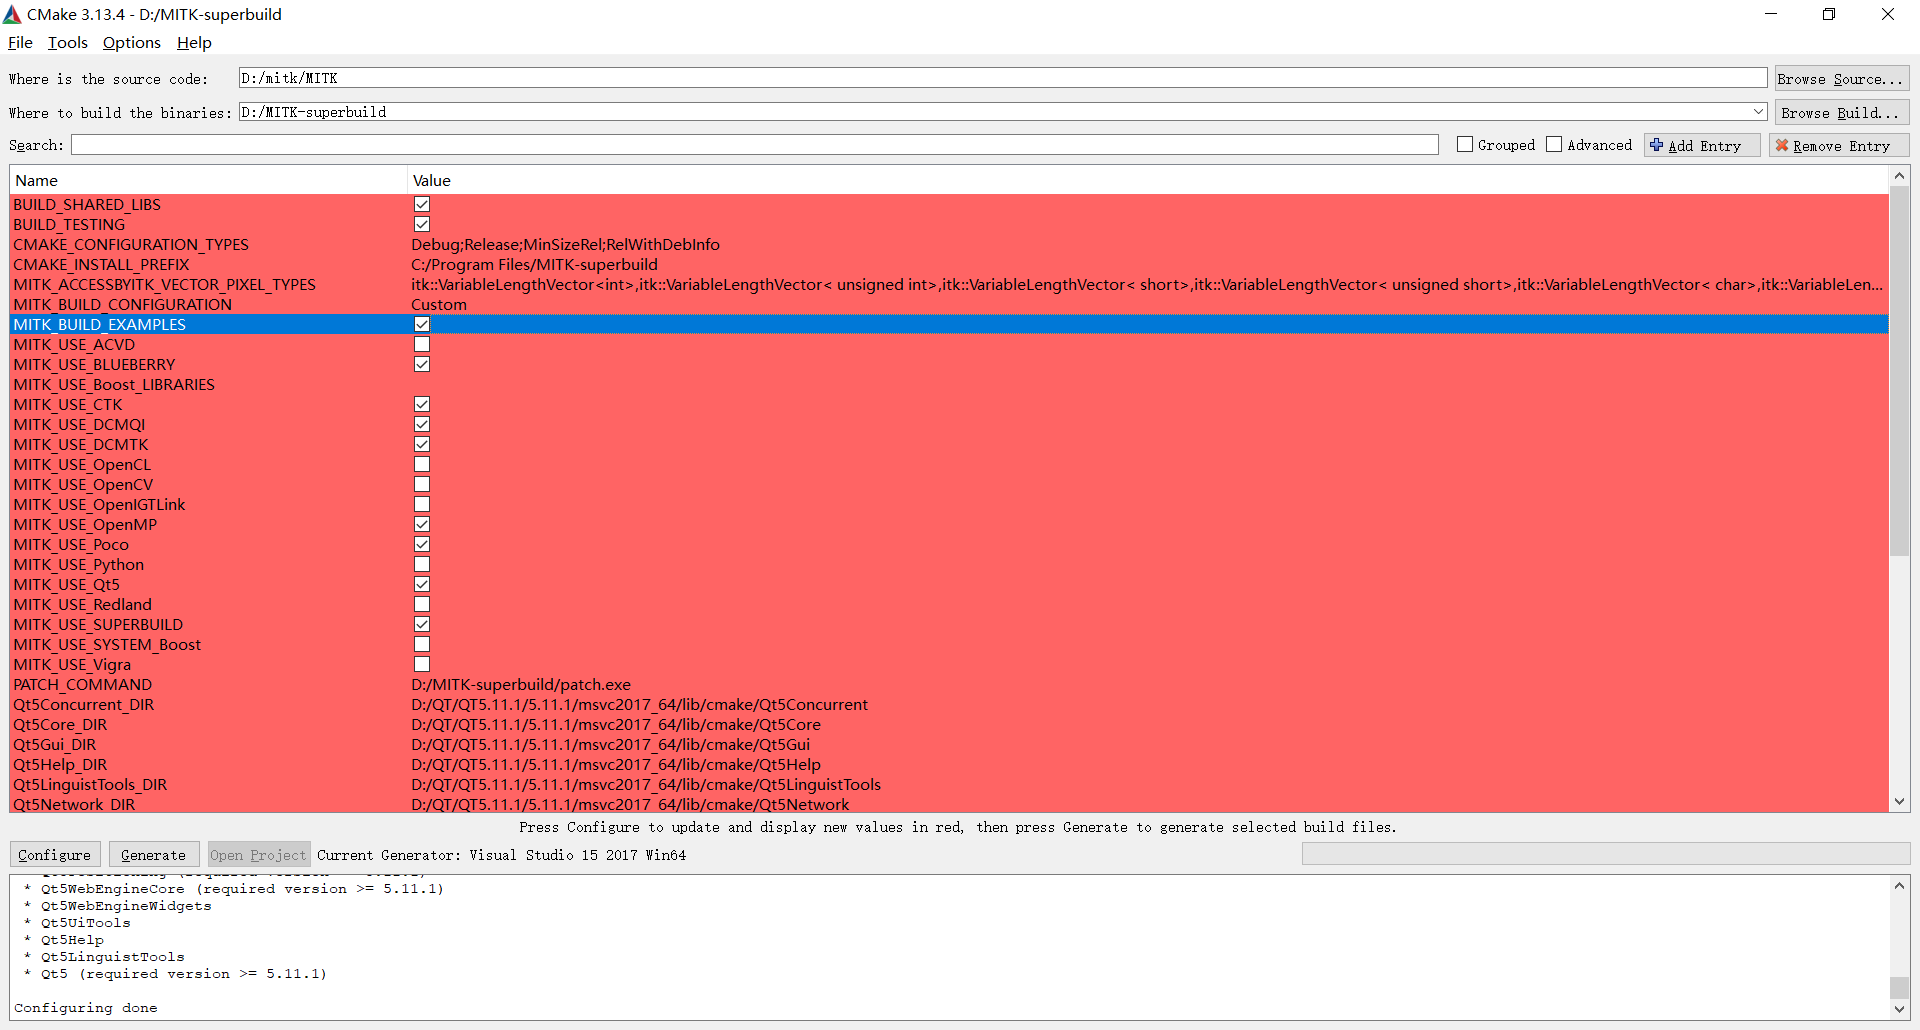 CMake 3.13.4 - D:/MITK-superbuild
File Tools Options Help
Where is the source code: D:/mitk/MITK Browse Source...
Where to build the binaries: D:/MITK-superbuild Browse Build...
Search: Grouped Advanced Add Entry Remove Entry
Name Value
BUILD_SHARED_LIBS
BUILD_TESTING
CMAKE_CONFIGURATION_TYPES Debug;Release;MinSizeRel;RelWithDebInfo
CMAKE_INSTALL_PREFIX C:/Program Files/MITK-superbuild
MITK_ACCESSBYITK_VECTOR_PIXEL_TYPES itk::VariableLengthVector<int>,itk::VariableLengthVector< unsigned int>,itk::VariableLengthVector< short>,itk::VariableLengthVector< unsigned short>,itk::VariableLengthVector< char>,itk::VariableLen...
MITK_BUILD_CONFIGURATION Custom
MITK_BUILD_EXAMPLES
MITK_USE_ACVD
MITK_USE_BLUEBERRY
MITK_USE_Boost_LIBRARIES
MITK_USE_CTK
MITK_USE_DCMQI
MITK_USE_DCMTK
MITK_USE_OpenCL
MITK_USE_OpenCV
MITK_USE_OpenIGTLink
MITK_USE_OpenMP
MITK_USE_Poco
MITK_USE_Python
MITK_USE_Qt5
MITK_USE_Redland
MITK_USE_SUPERBUILD
MITK_USE_SYSTEM_Boost
MITK_USE_Vigra
PATCH_COMMAND D:/MITK-superbuild/patch.exe
Qt5Concurrent_DIR D:/QT/QT5.11.1/5.11.1/msvc2017_64/lib/cmake/Qt5Concurrent
Qt5Core_DIR D:/QT/QT5.11.1/5.11.1/msvc2017_64/lib/cmake/Qt5Core
Qt5Gui_DIR D:/QT/QT5.11.1/5.11.1/msvc2017_64/lib/cmake/Qt5Gui
Qt5Help_DIR D:/QT/QT5.11.1/5.11.1/msvc2017_64/lib/cmake/Qt5Help
Qt5LinguistTools_DIR D:/QT/QT5.11.1/5.11.1/msvc2017_64/lib/cmake/Qt5LinguistTools
Qt5Network_DIR D:/QT/QT5.11.1/5.11.1/msvc2017_64/lib/cmake/Qt5Network
Press Configure to update and display new values in red, then press Generate to generate selected build files.
Configure Generate Open Project Current Generator: Visual Studio 15 2017 Win64
* Qt5WebEngineCore (required version >= 5.11.1)
* Qt5WebEngineWidgets
* Qt5UiTools
* Qt5Help
* Qt5LinguistTools
* Qt5 (required version >= 5.11.1)
Configuring done